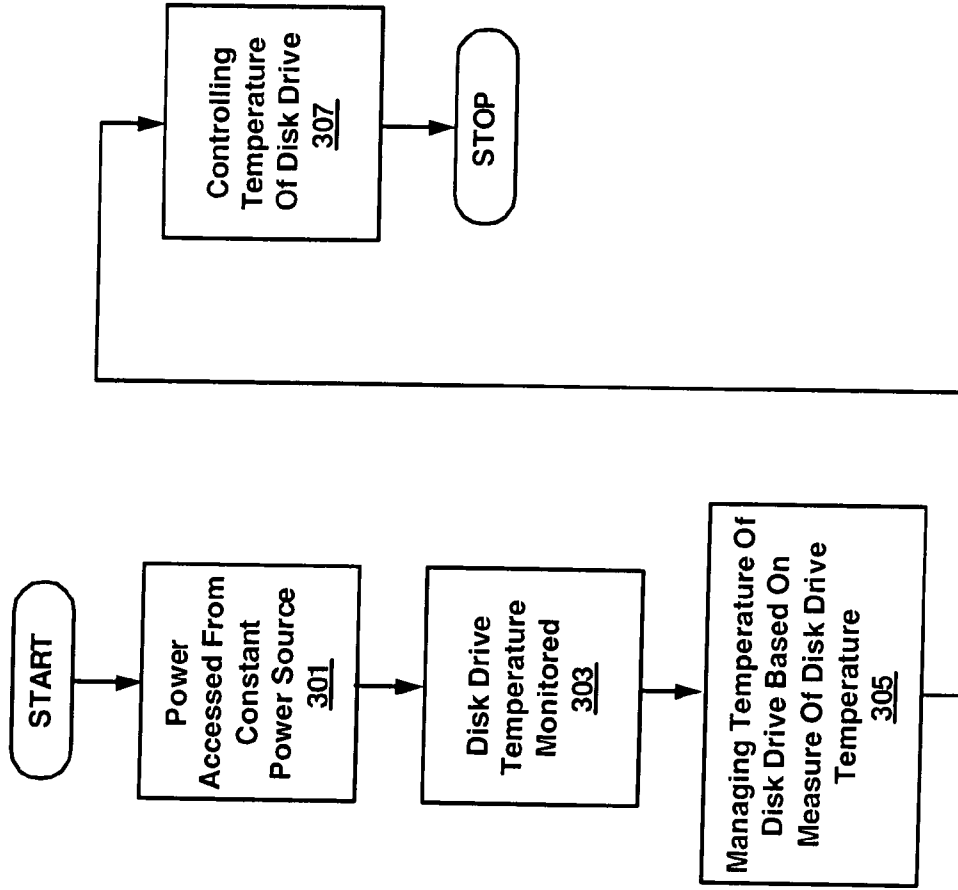 START
Power
Accessed From
Constant
Power Source
301
Disk Drive
Temperature
Monitored
303
Managing Temperature Of
Disk Drive Based On
Measure Of Disk Drive
Temperature
305
Controlling
Temperature
Of Disk Drive
307
STOP